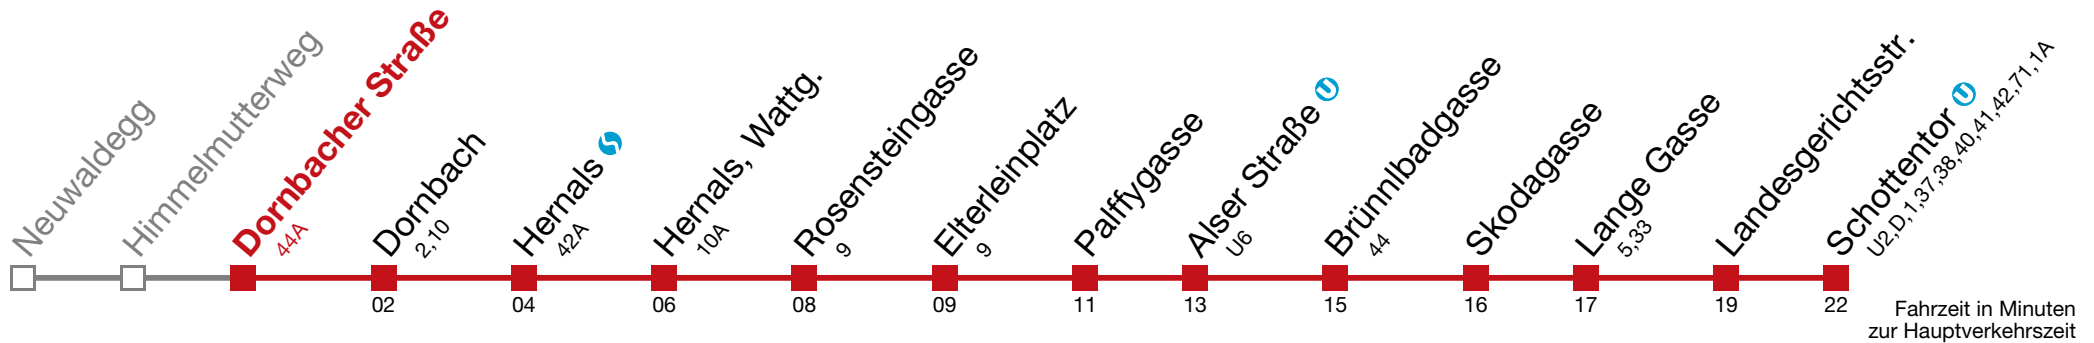 Neuwaldegg
Himmelmutterweg
Dornbacher Straße
44A
Dornbach
2,10
Hernals
42A
Hernals, Wattg.
10A
Rosensteingasse
9
Elterleinplatz
9
Palffygasse
Alser Straße U
U6
Brünnlbadgasse
44
Skodagasse
Lange Gasse
5,33
Landesgerichtsstr.
Schottentor U
U2,D,1,37,38,40,41,42,71,1A
02 04 06 08 09 11 13 15 16 17 19 22
Fahrzeit in Minuten
zur Hauptverkehrszeit